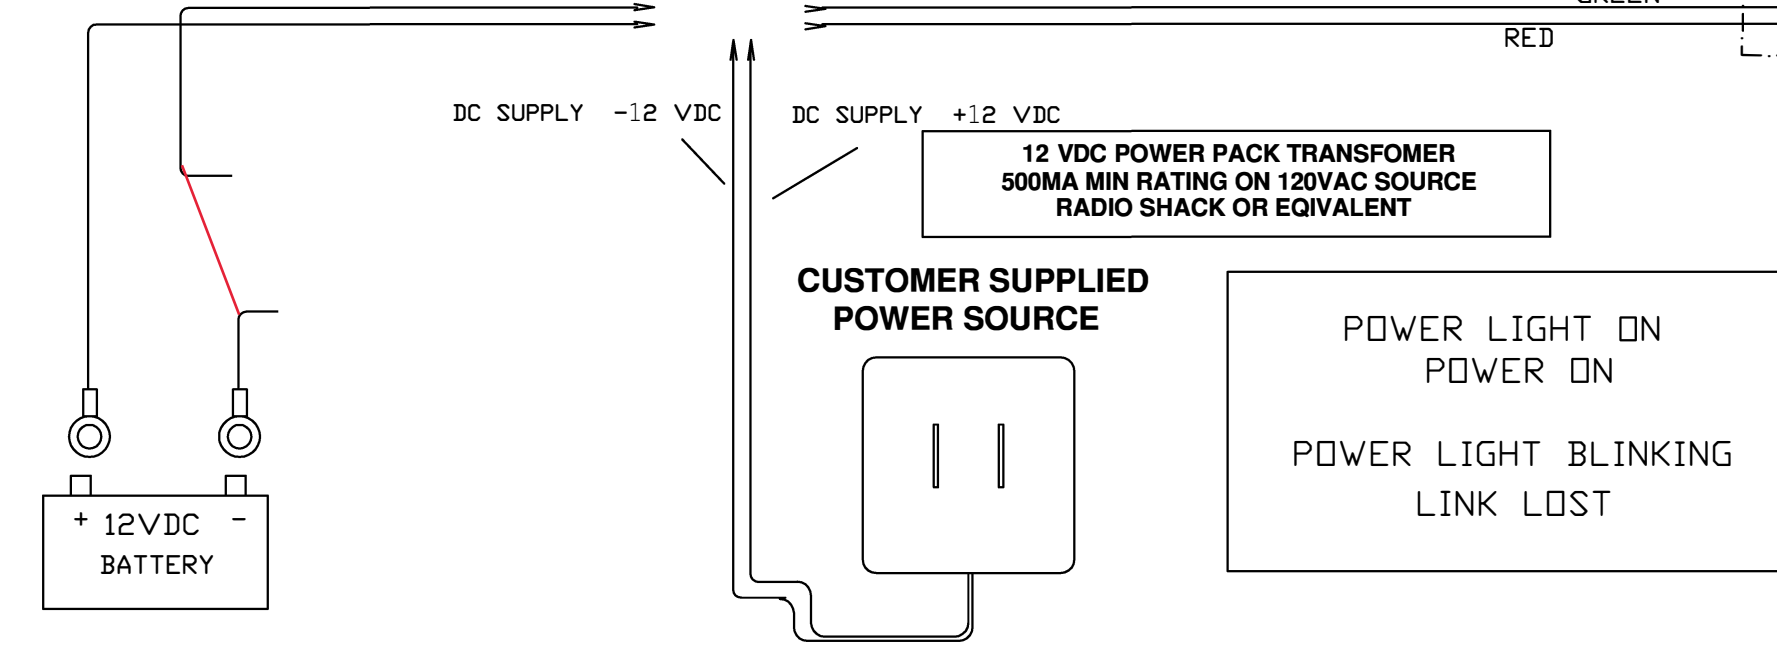 GREEN
RED
DC SUPPLY -12 VDC
DC SUPPLY +12 VDC
12 VDC POWER PACK TRANSFOMER
500MA MIN RATING ON 120VAC SOURCE
RADIO SHACK OR EQIVALENT
CUSTOMER SUPPLIED
POWER SOURCE
POWER LIGHT ON
POWER ON
POWER LIGHT BLINKING
LINK LOST
+ 12VDC -
BATTERY